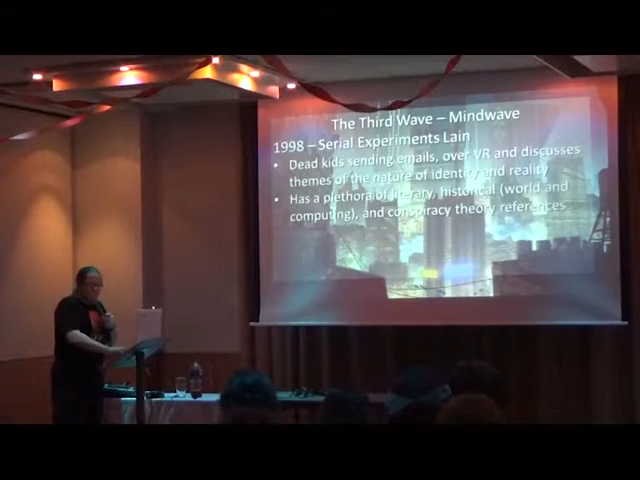 The Third Wave – Mindwave
1998 – Serial Experiments Lain
• Dead kids sending emails, over VR and discusses
themes of the nature of identity and reality
• Has a plethora of literary, historical (world and
computing), and conspiracy theory references